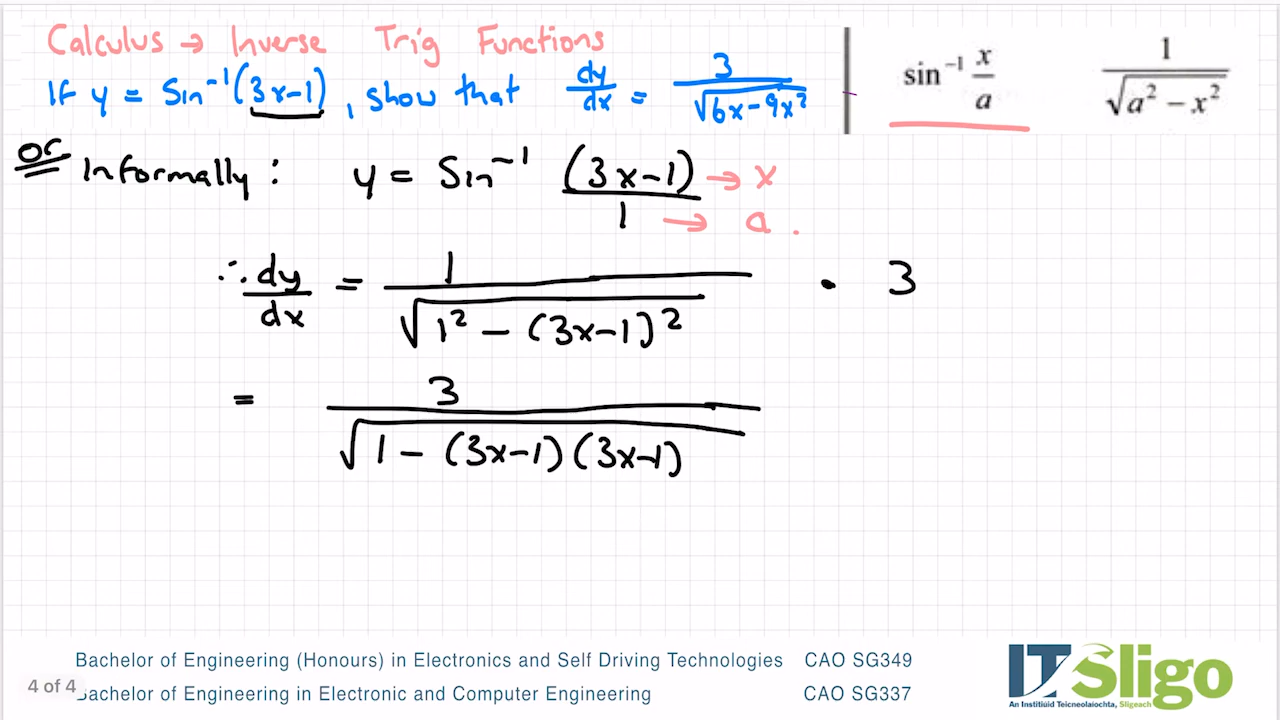 Calculus → Inverse Trig Functions
If y = Sin⁻¹(3x-1), show that dy/dx = 3/√(6x-9x²)
sin⁻¹ x/a 1/√(a² − x²)
or Informally: y = Sin⁻¹ (3x-1)/1 → x → a.
∴ dy/dx = 1/√(1² - (3x-1)²) · 3
= 3/√(1 - (3x-1)(3x-1))
Bachelor of Engineering (Honours) in Electronics and Self Driving Technologies CAO SG349
4 of 4 Bachelor of Engineering in Electronic and Computer Engineering CAO SG337
IT Sligo
An Institiúid Teicneolaíochta, Sligeach